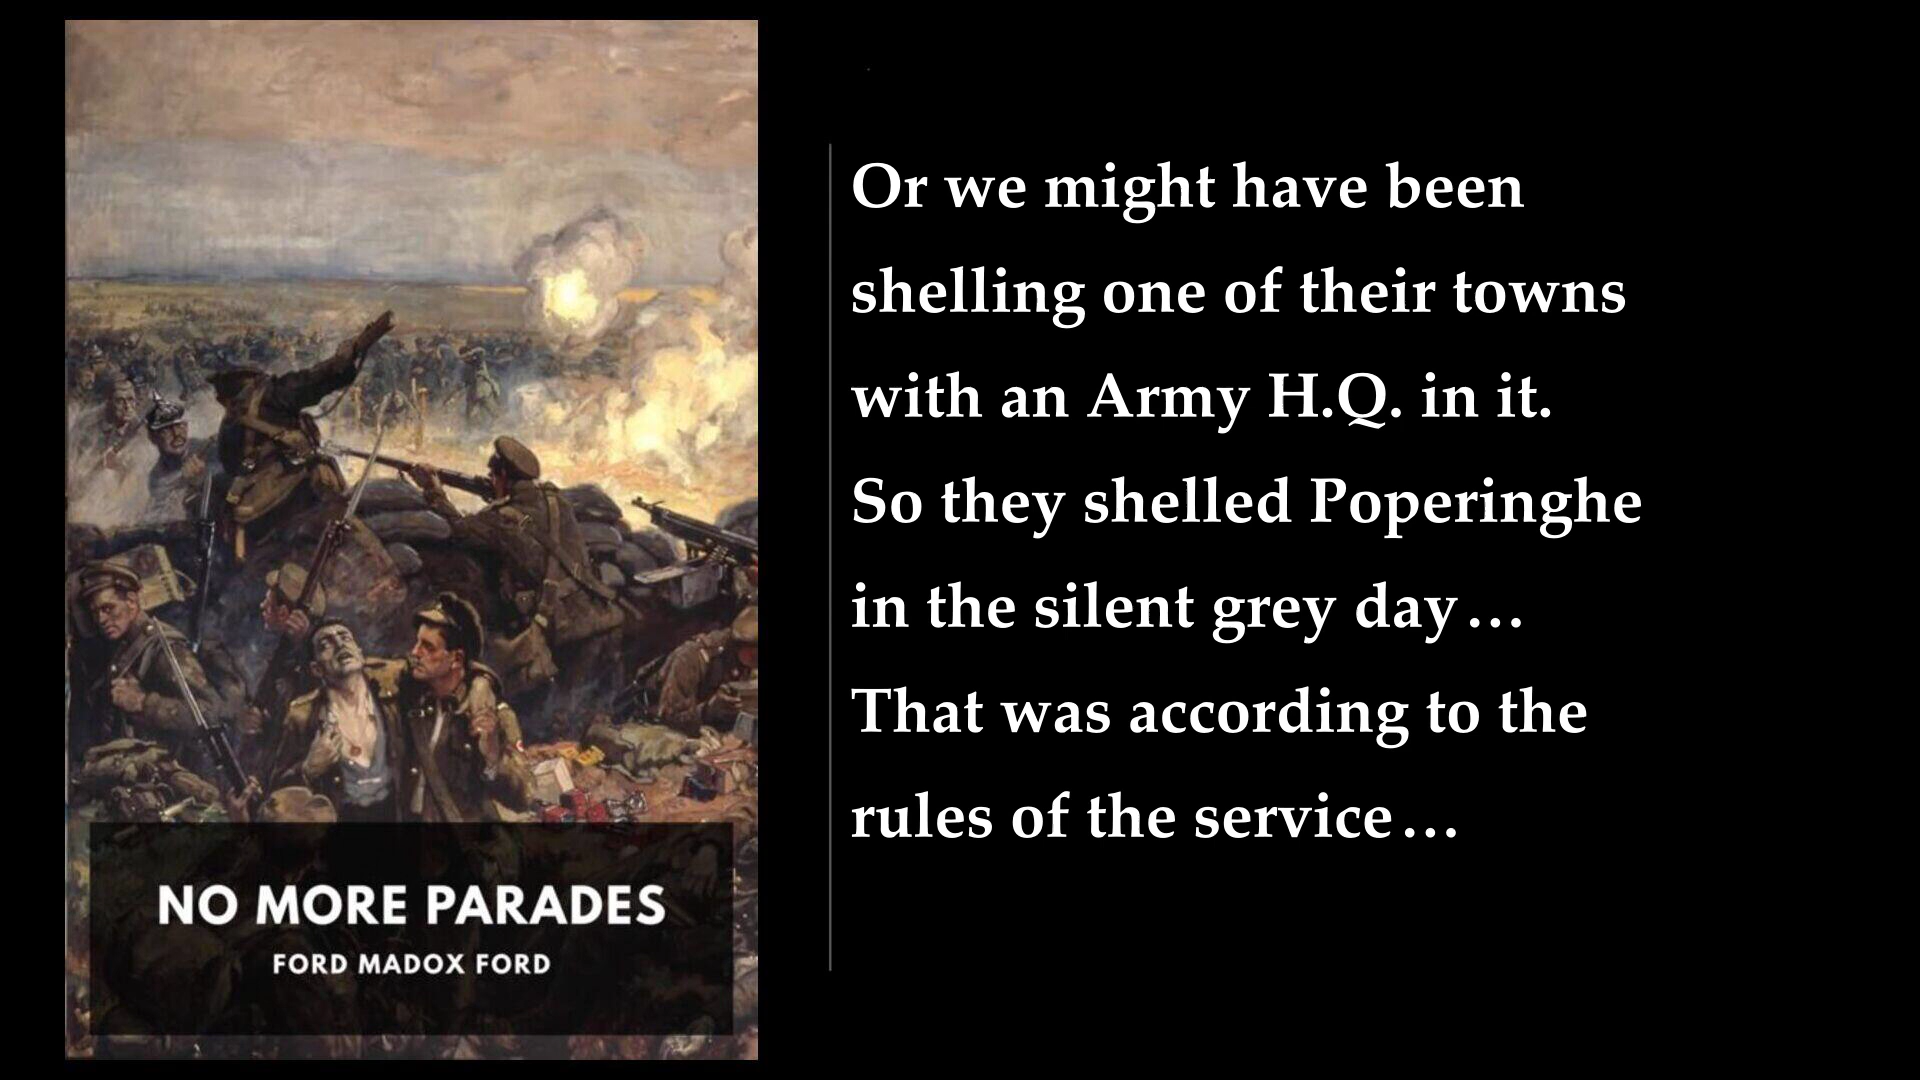 NO MORE PARADES
FORD MADOX FORD
Or we might have been
shelling one of their towns
with an Army H.Q. in it.
So they shelled Poperinghe
in the silent grey day…
That was according to the
rules of the service…